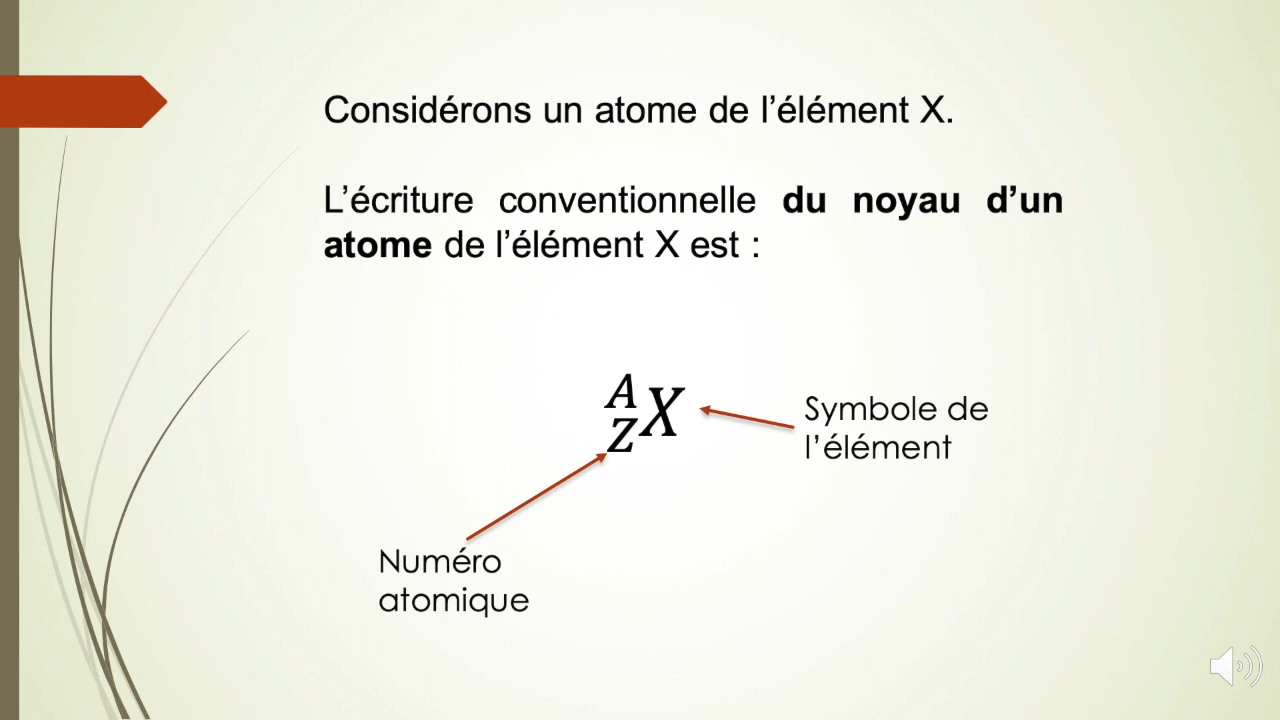 Considérons un atome de l’élément X.
L’écriture conventionnelle du noyau d’un
atome de l’élément X est :
A
Z
X
Symbole de
l’élément
Numéro
atomique